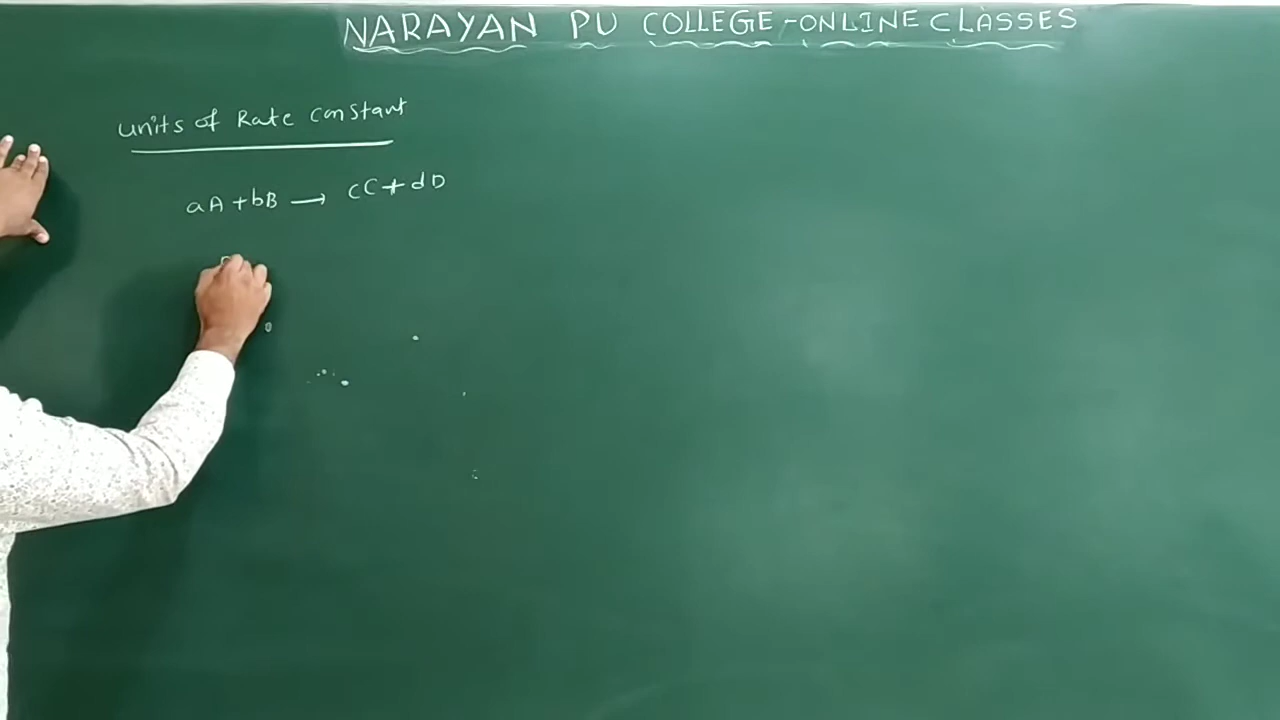 NARAYAN PU COLLEGE-ONLINE CLASSES
units of Rate constant
aA + bB → cC + dD